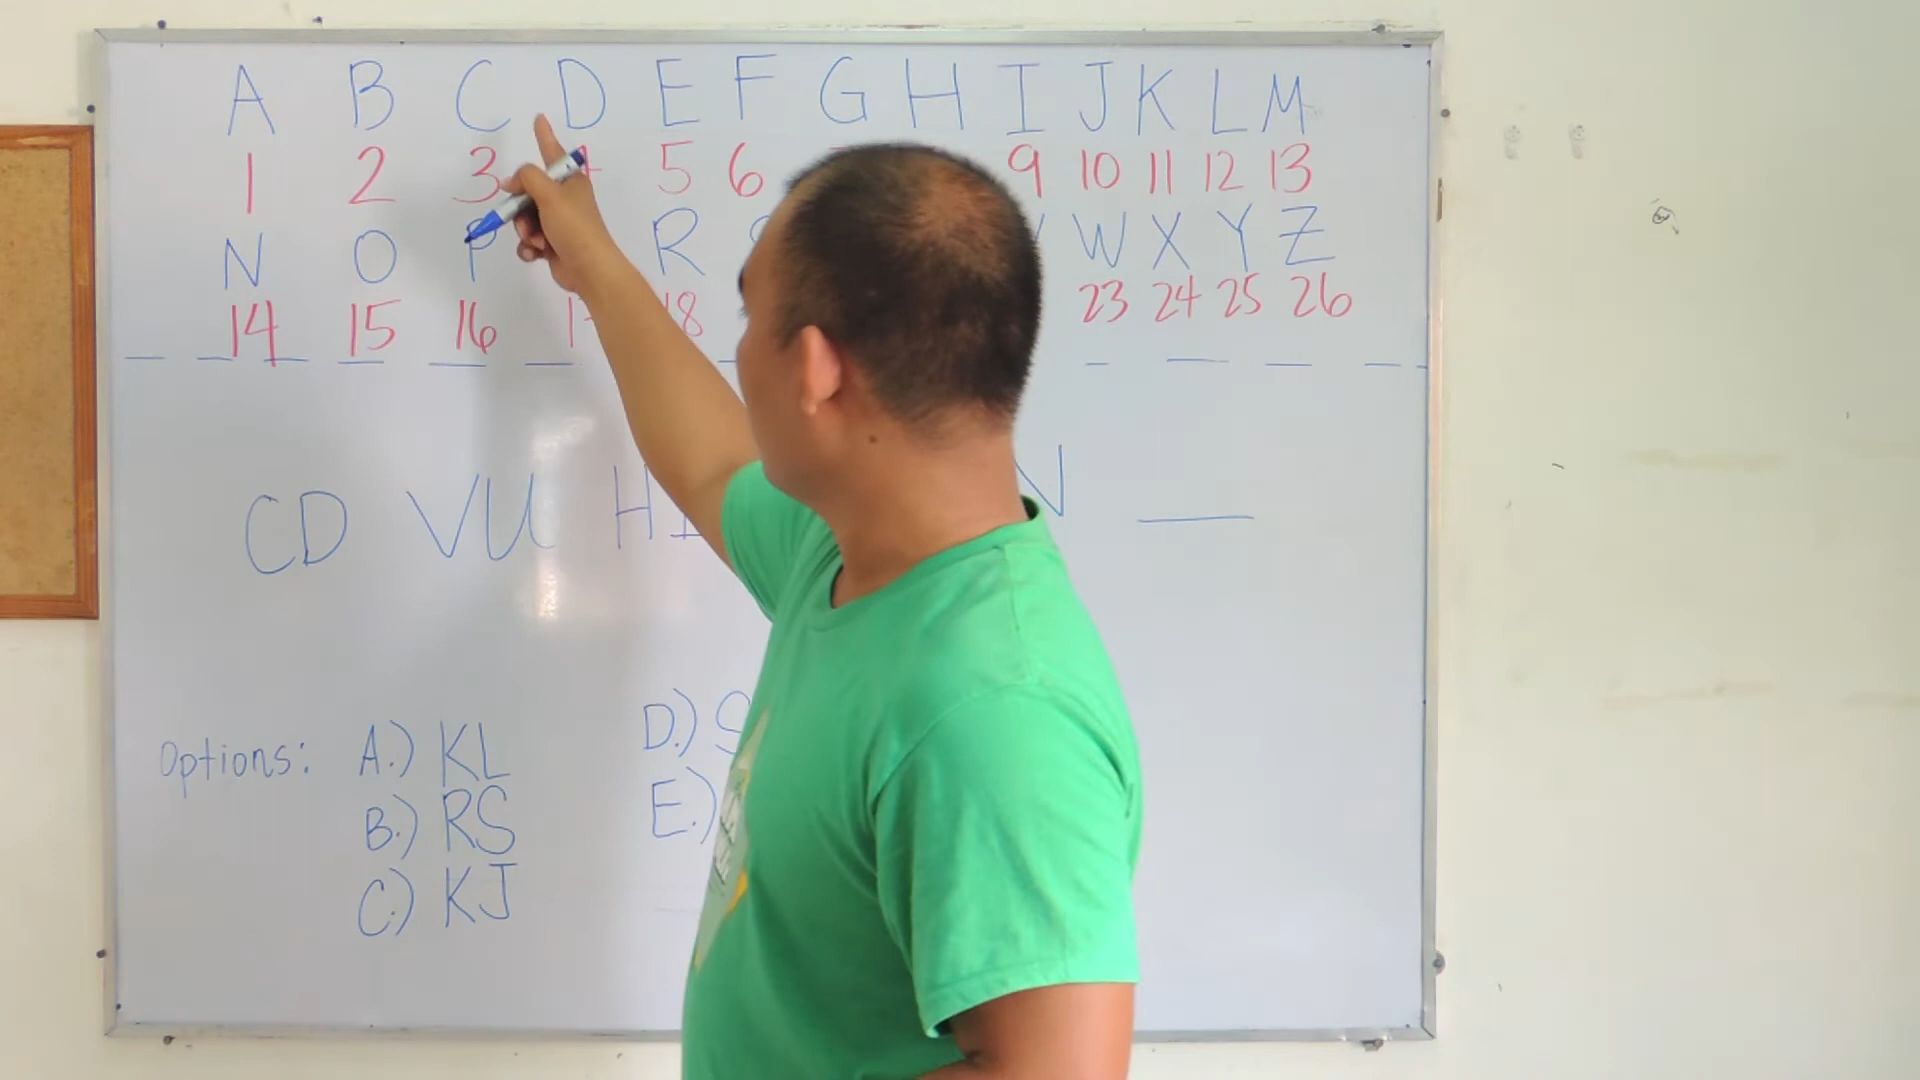 A B C D E F G H I J K L M
1 2 3 5 6 9 10 11 12 13
N O P R W X Y Z
14 15 16 18 23 24 25 26
CD VU HI
Options: A.) KL
B.) RS
C.) KJ
D.) S
E.)